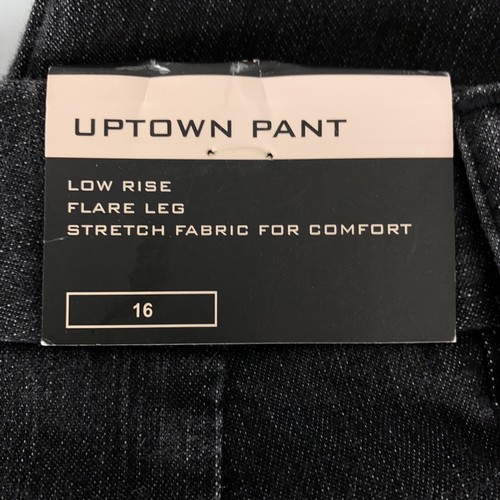 UPTOWN PANT
LOW RISE
FLARE LEG
STRETCH FABRIC FOR COMFORT
16